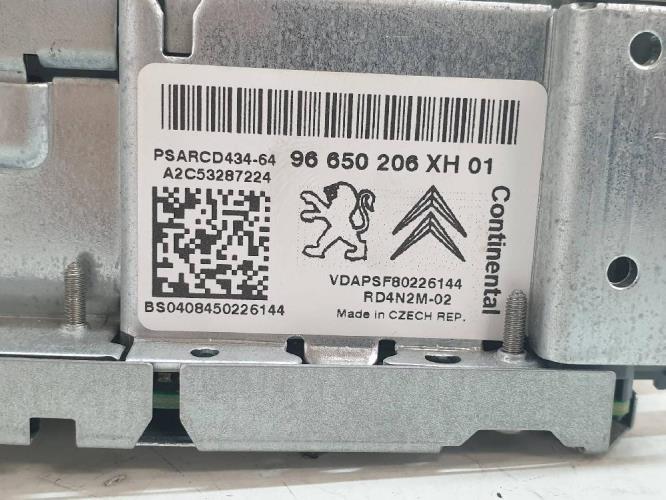 PSARCD434-64 96 650 206 XH 01
A2C53287224
Continental
VDAPSF80226144
RD4N2M-02
BS0408450226144
Made in CZECH REP.